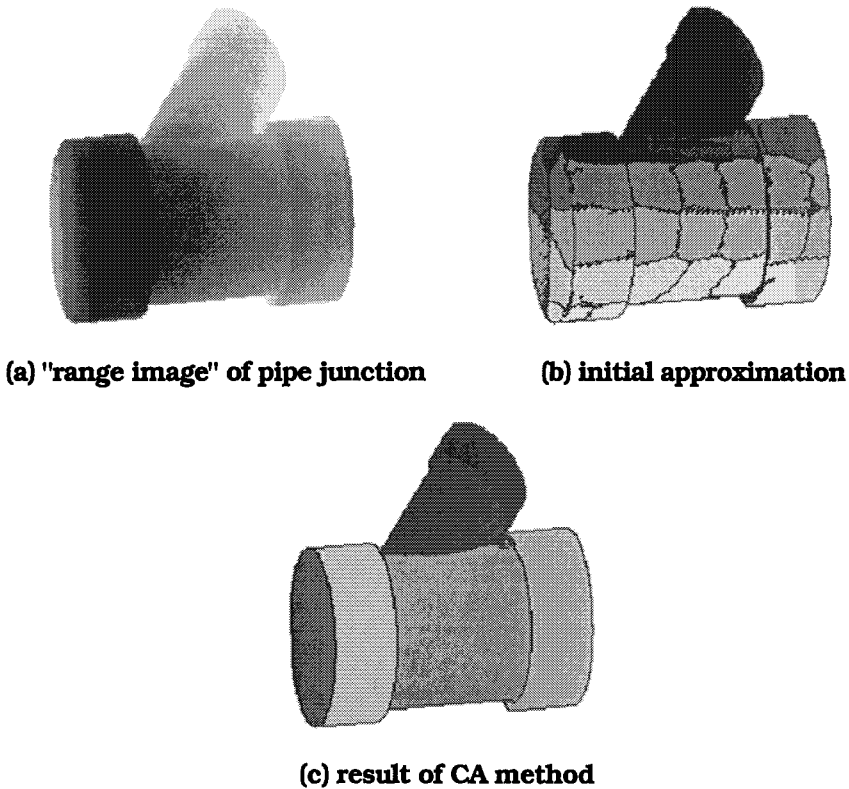 (a) "range image" of pipe junction
(b) initial approximation
(c) result of CA method